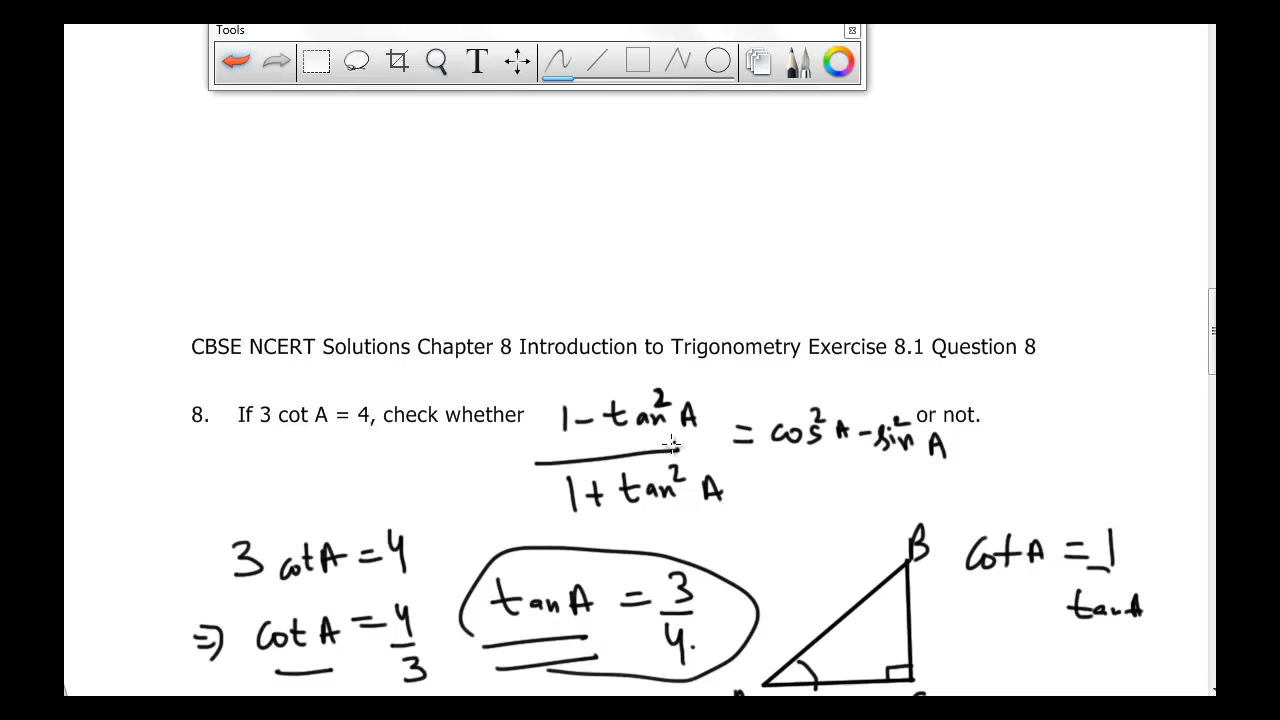 Tools
T
CBSE NCERT Solutions Chapter 8 Introduction to Trigonometry Exercise 8.1 Question 8
8. If 3 cot A = 4, check whether (1 - tan² A)/(1 + tan² A) = cos² A - sin² A or not.
3 cot A = 4
⇒ cot A = 4/3
tan A = 3/4.
B
cot A = 1/tan A